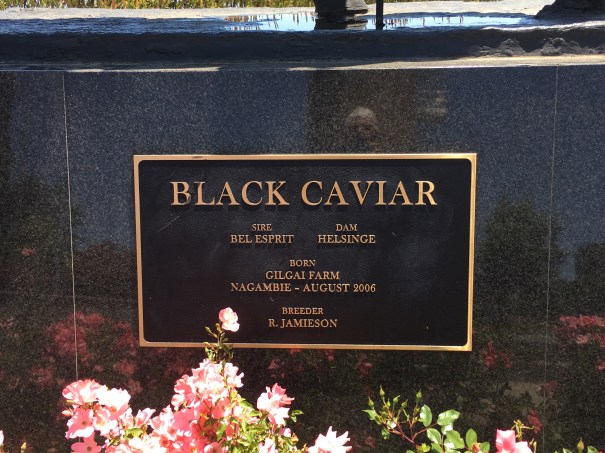 BLACK CAVIAR
SIRE DAM
BEL ESPRIT HELSINGE
BORN
GILGAI FARM
NAGAMBIE - AUGUST 2006
BREEDER
R. JAMIESON